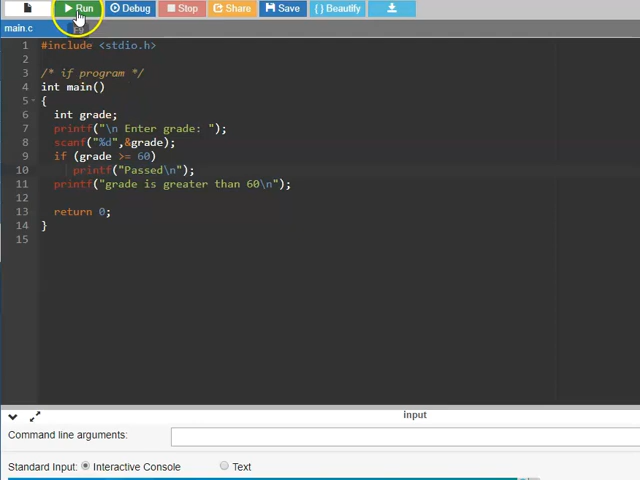 Run Debug Stop Share Save { } Beautify
main.c F9
1 #include <stdio.h>
2
3 /* if program */
4 int main()
5 {
6 int grade;
7 printf("\n Enter grade: ");
8 scanf("%d",&grade);
9 if (grade >= 60)
10 printf("Passed\n");
11 printf("grade is greater than 60\n");
12
13 return 0;
14 }
15
input
Command line arguments:
Standard Input: Interactive Console Text